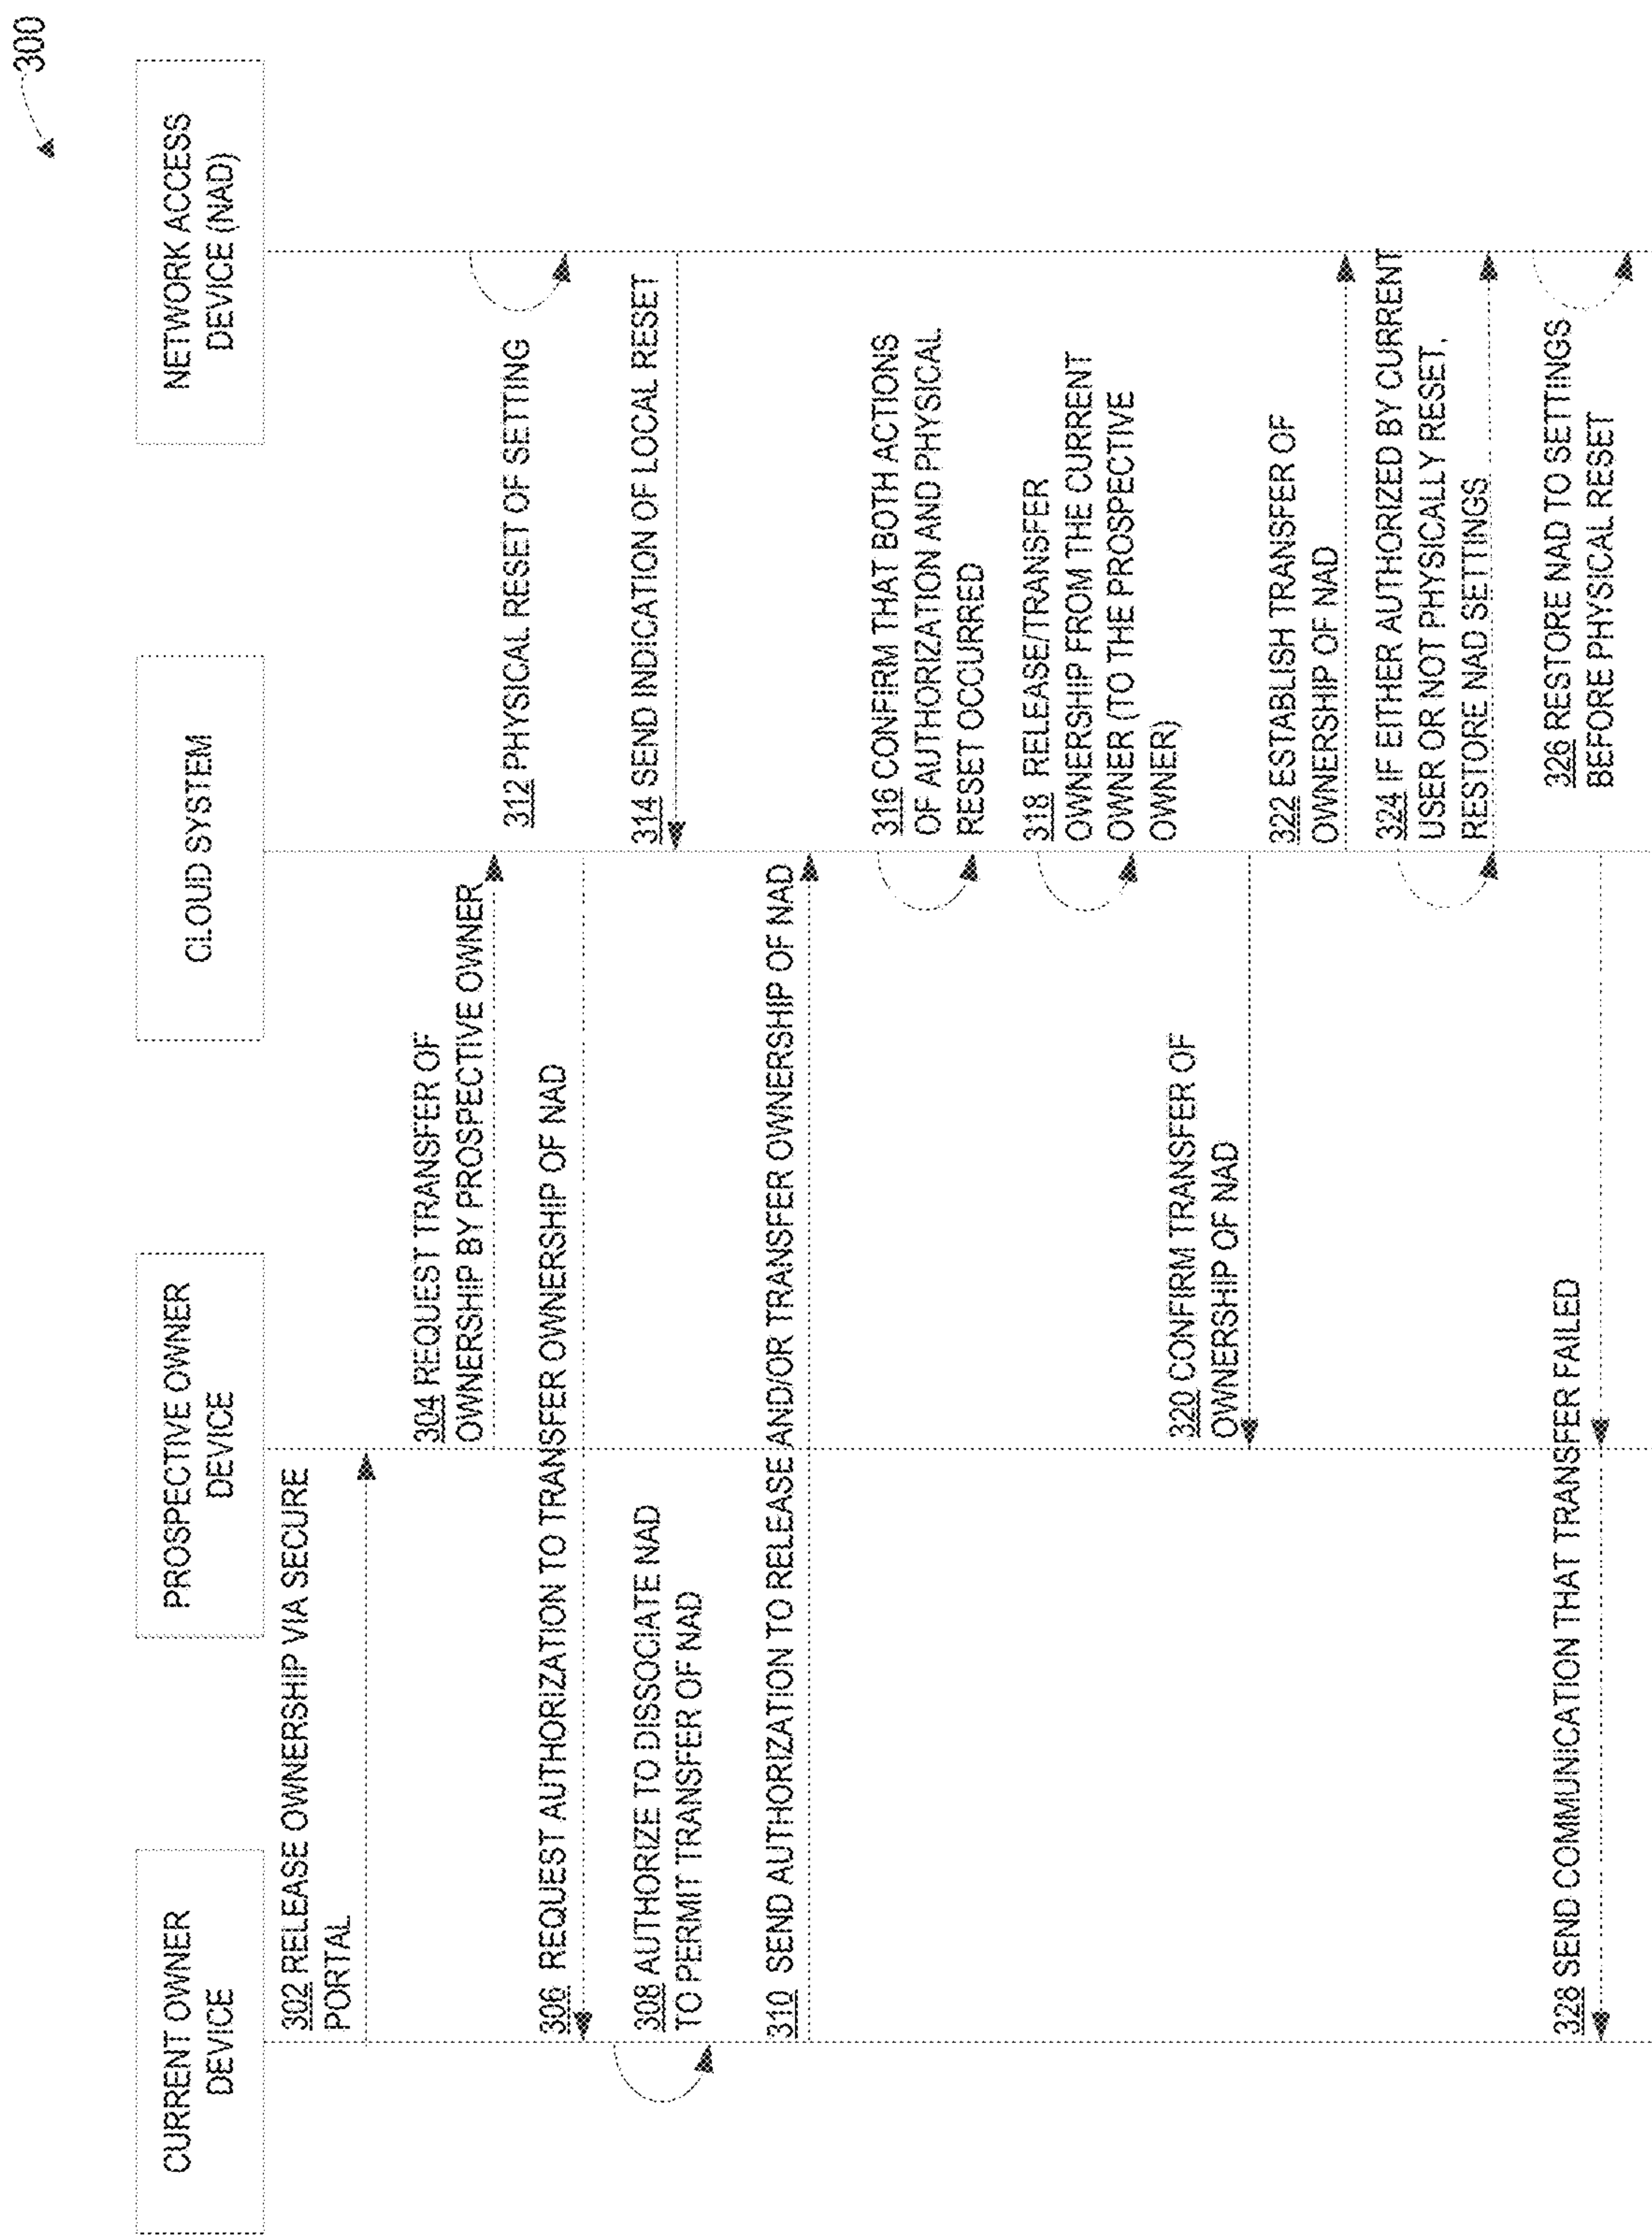 300
CURRENT OWNER
DEVICE
PROSPECTIVE OWNER
DEVICE
CLOUD SYSTEM
NETWORK ACCESS
DEVICE (NAD)
302 RELEASE OWNERSHIP VIA SECURE
PORTAL
304 REQUEST TRANSFER OF
OWNERSHIP BY PROSPECTIVE OWNER
306 REQUEST AUTHORIZATION TO TRANSFER OWNERSHIP OF NAD
308 AUTHORIZE TO DISSOCIATE NAD
TO PERMIT TRANSFER OF NAD
310 SEND AUTHORIZATION TO RELEASE AND/OR TRANSFER OWNERSHIP OF NAD
312 PHYSICAL RESET OF SETTING
314 SEND INDICATION OF LOCAL RESET
316 CONFIRM THAT BOTH ACTIONS
OF AUTHORIZATION AND PHYSICAL
RESET OCCURRED
318 RELEASE/TRANSFER
OWNERSHIP FROM THE CURRENT
OWNER (TO THE PROSPECTIVE
OWNER)
320 CONFIRM TRANSFER OF
OWNERSHIP OF NAD
322 ESTABLISH TRANSFER OF
OWNERSHIP OF NAD
324 IF EITHER AUTHORIZED BY CURRENT
USER OR NOT PHYSICALLY RESET,
RESTORE NAD SETTINGS
326 RESTORE NAD TO SETTINGS
BEFORE PHYSICAL RESET
328 SEND COMMUNICATION THAT TRANSFER FAILED